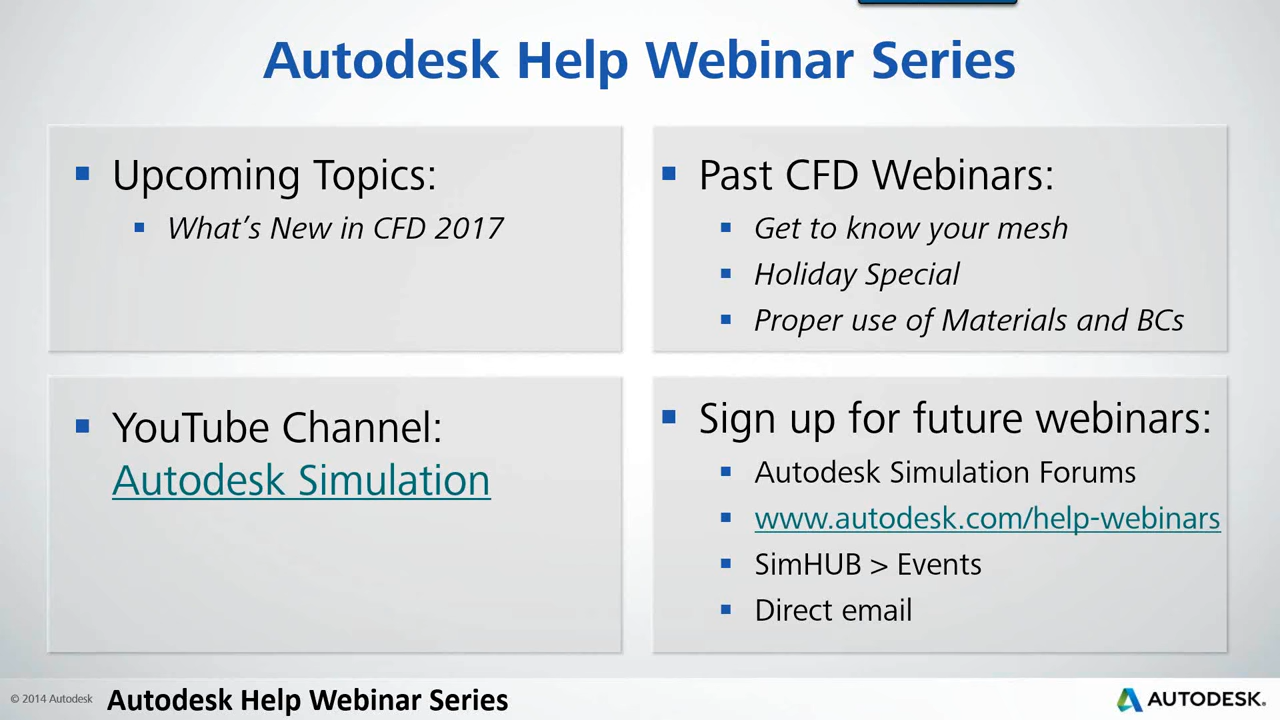 Autodesk Help Webinar Series
Upcoming Topics:
What's New in CFD 2017
Past CFD Webinars:
Get to know your mesh
Holiday Special
Proper use of Materials and BCs
YouTube Channel:
Autodesk Simulation
Sign up for future webinars:
Autodesk Simulation Forums
www.autodesk.com/help-webinars
SimHUB > Events
Direct email
© 2014 Autodesk
Autodesk Help Webinar Series
AUTODESK.